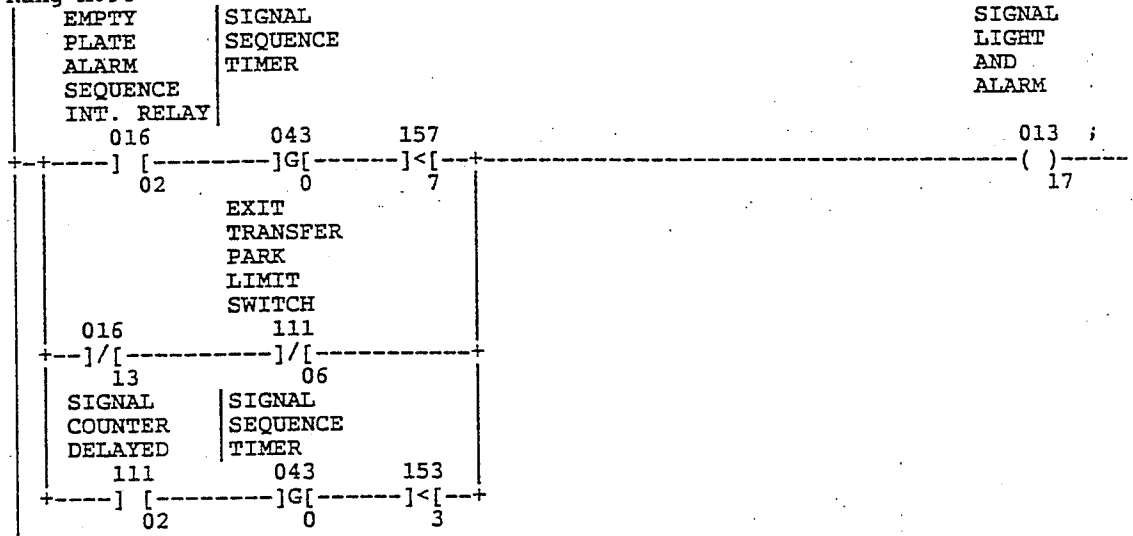 EMPTY |SIGNAL SIGNAL
PLATE |SEQUENCE LIGHT
ALARM |TIMER AND
SEQUENCE ALARM
INT. RELAY|
016 043 157 013 ;
+-+----] [---------]G[------]<[--+-------------------------------------( )-----
02 0 7 17
EXIT
TRANSFER
PARK
LIMIT
SWITCH
016 111
+--]/[-----------]/[------------+
13 06
SIGNAL |SIGNAL
COUNTER |SEQUENCE
DELAYED |TIMER
111 043 153
+----] [---------]G[------]<[--+
02 0 3